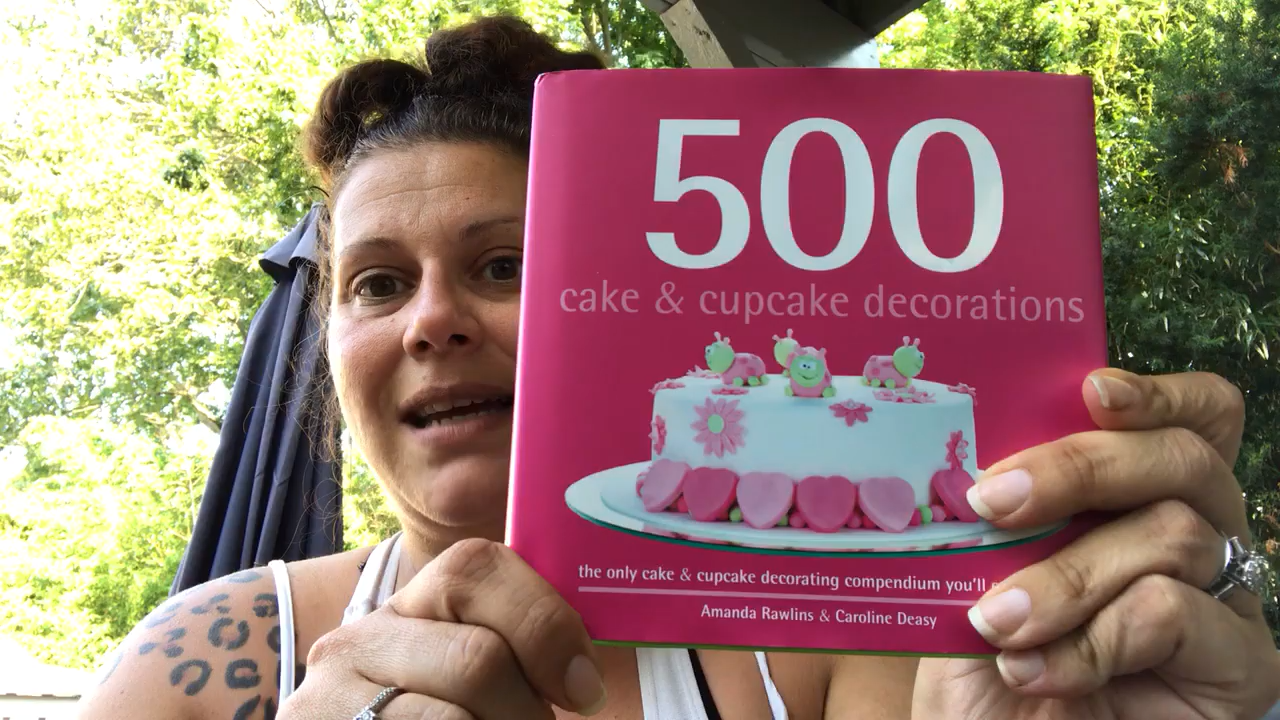 500
cake & cupcake decorations
the only cake & cupcake decorating compendium you'll
Amanda Rawlins & Caroline Deasy